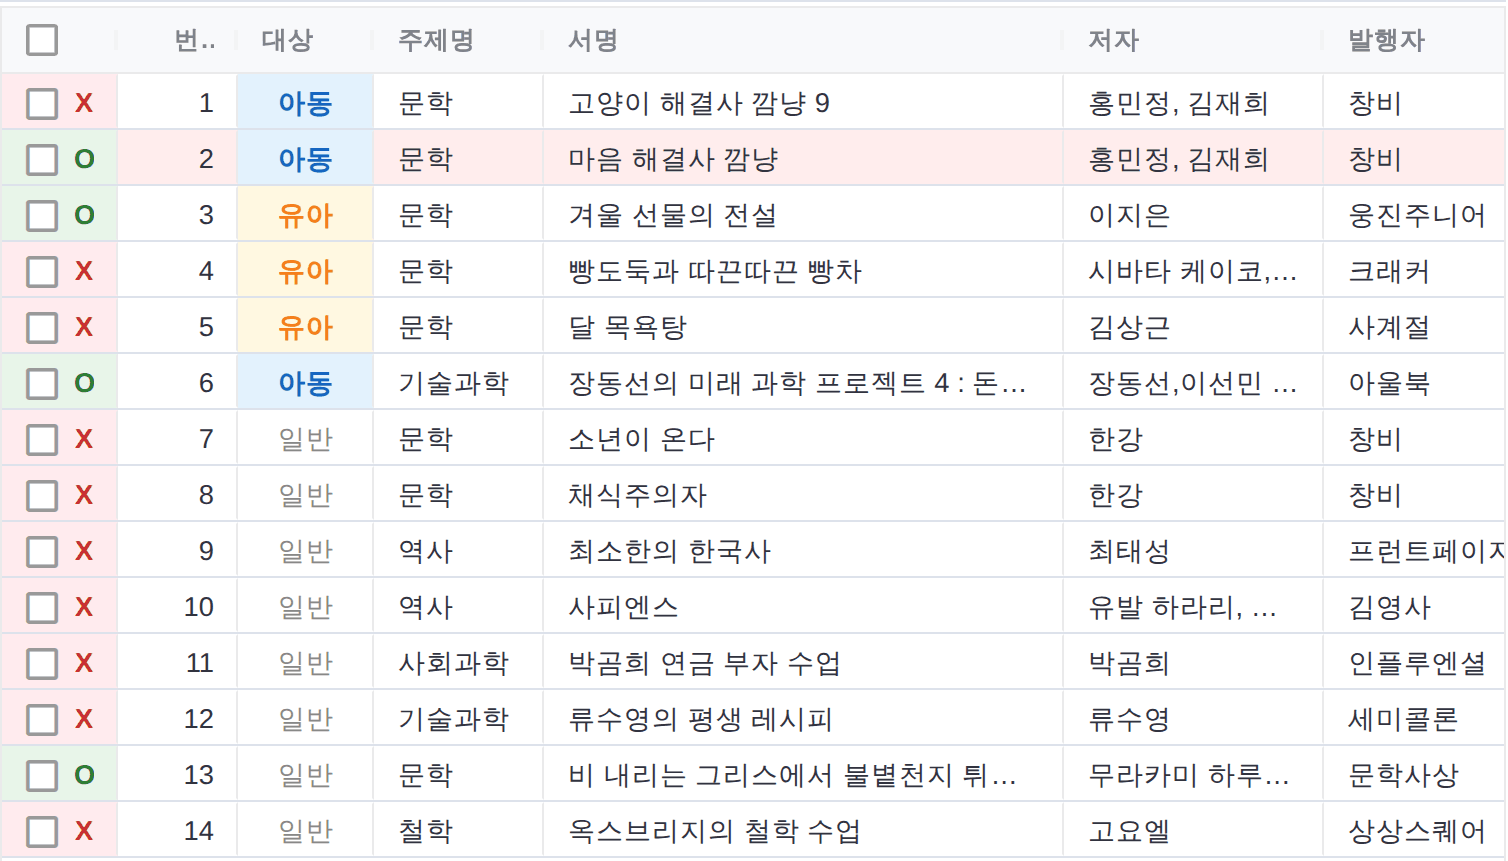 번.. 대상 주제명 서명 저자 발행자
X 1 아동 문학 고양이 해결사 깜냥 9 홍민정, 김재희 창비
O 2 아동 문학 마음 해결사 깜냥 홍민정, 김재희 창비
O 3 유아 문학 겨울 선물의 전설 이지은 웅진주니어
X 4 유아 문학 빵도둑과 따끈따끈 빵차 시바타 케이코,... 크래커
X 5 유아 문학 달 목욕탕 김상근 사계절
O 6 아동 기술과학 장동선의 미래 과학 프로젝트 4 : 돈... 장동선,이선민 ... 아울북
X 7 일반 문학 소년이 온다 한강 창비
X 8 일반 문학 채식주의자 한강 창비
X 9 일반 역사 최소한의 한국사 최태성 프런트페이지
X 10 일반 역사 사피엔스 유발 하라리, ... 김영사
X 11 일반 사회과학 박곰희 연금 부자 수업 박곰희 인플루엔셜
X 12 일반 기술과학 류수영의 평생 레시피 류수영 세미콜론
O 13 일반 문학 비 내리는 그리스에서 불볕천지 튀... 무라카미 하루... 문학사상
X 14 일반 철학 옥스브리지의 철학 수업 고요엘 상상스퀘어